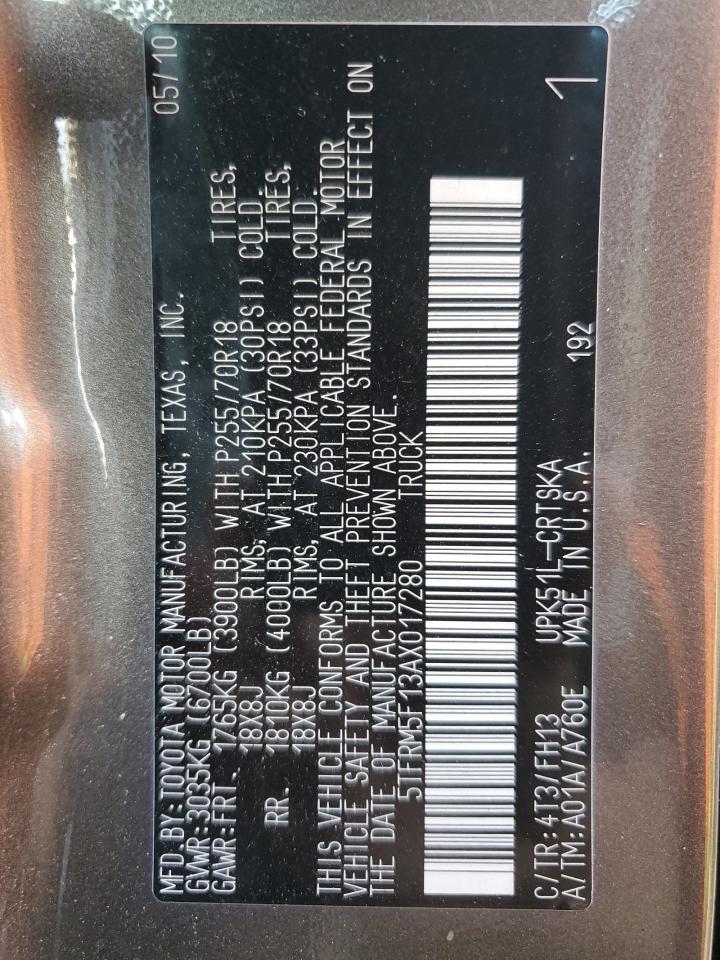 MFD.BY:TOYOTA MOTOR MANUFACTURING, TEXAS, INC. 05/10
GVWR:3035KG (6700LB)
GAWR:FRT. 1765KG (3900LB) WITH P255/70R18 TIRES,
18X8J RIMS, AT 210KPA (30PSI) COLD.
RR. 1810KG (4000LB) WITH P255/70R18 TIRES,
18X8J RIMS, AT 230KPA (33PSI) COLD.
THIS VEHICLE CONFORMS TO ALL APPLICABLE FEDERAL MOTOR
VEHICLE SAFETY AND THEFT PREVENTION STANDARDS IN EFFECT ON
THE DATE OF MANUFACTURE SHOWN ABOVE.
5TFRM5F13AX017280 TRUCK
C/TR:4T3/FH13 UPK51L-CRTSKA
A/TM:A01A/A760E MADE IN U.S.A. 192 1